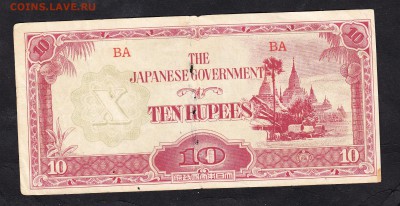 COINS.LAVE.RU
10
10
BA
BA
THE
JAPANESE GOVERNMENT
TEN RUPEES
X
10
10
10